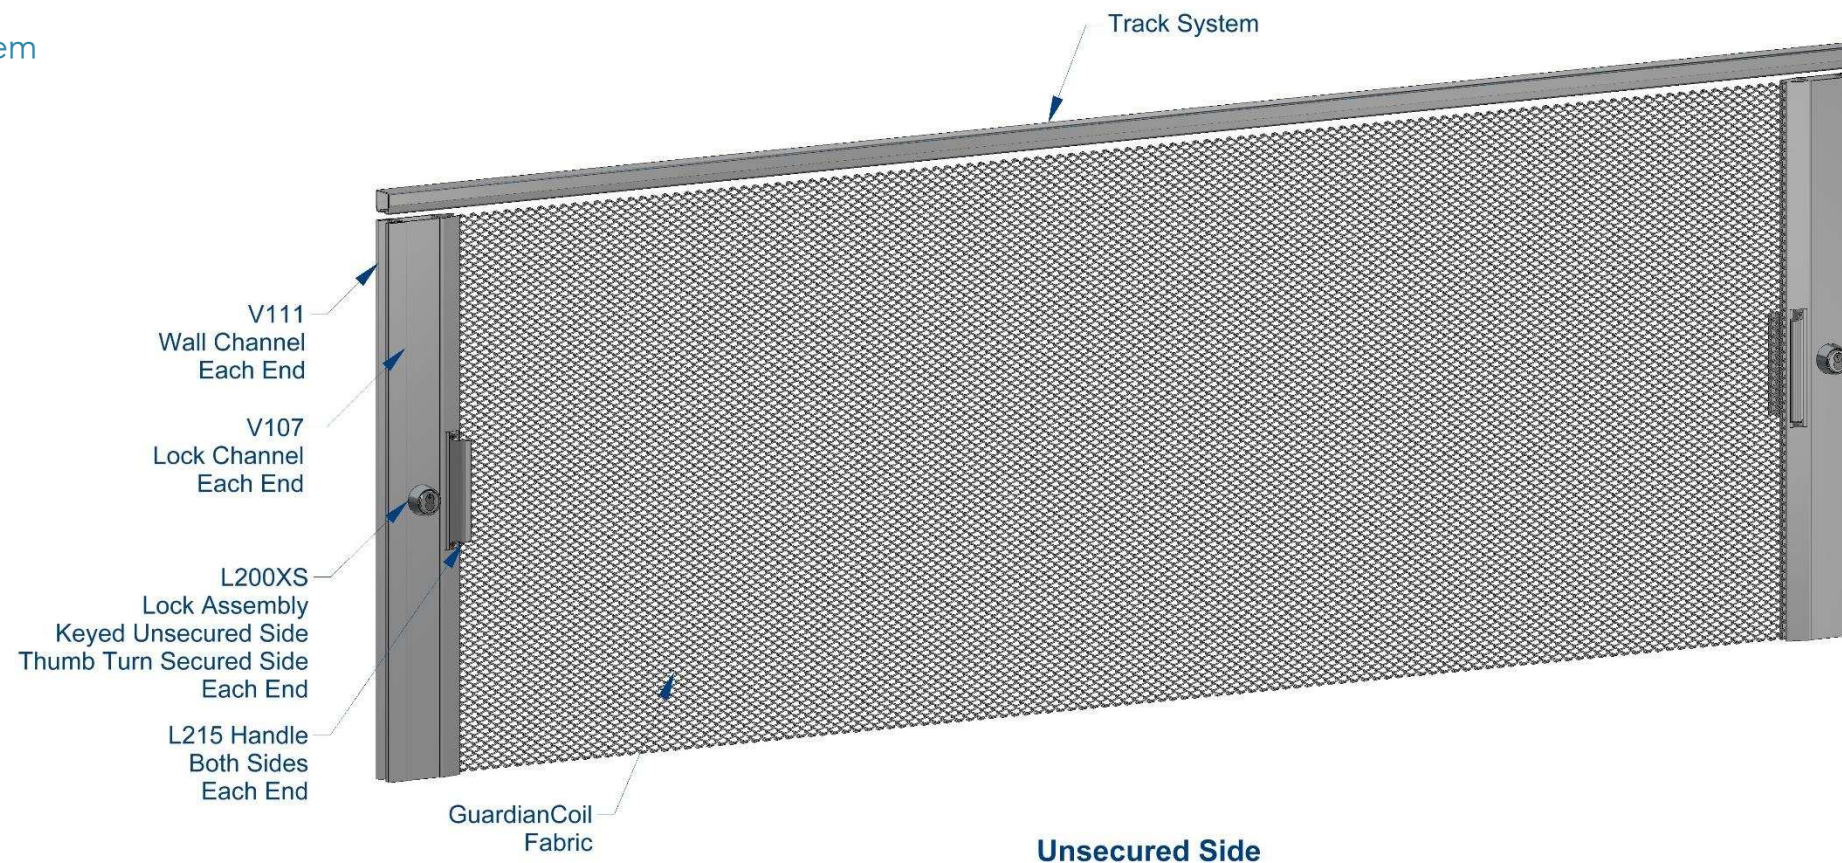 em
Track System
V111
Wall Channel
Each End
V107
Lock Channel
Each End
L200XS
Lock Assembly
Keyed Unsecured Side
Thumb Turn Secured Side
Each End
L215 Handle
Both Sides
Each End
GuardianCoil
Fabric
Unsecured Side